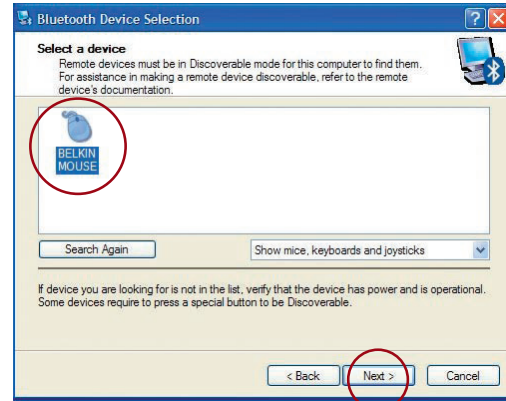 Bluetooth Device Selection
Select a device
Remote devices must be in Discoverable mode for this computer to find them.
For assistance in making a remote device discoverable, refer to the remote
device's documentation.
BELKIN
MOUSE
Search Again
Show mice, keyboards and joysticks
If device you are looking for is not in the list, verify that the device has power and is operational.
Some devices require to press a special button to be Discoverable.
< Back
Next >
Cancel